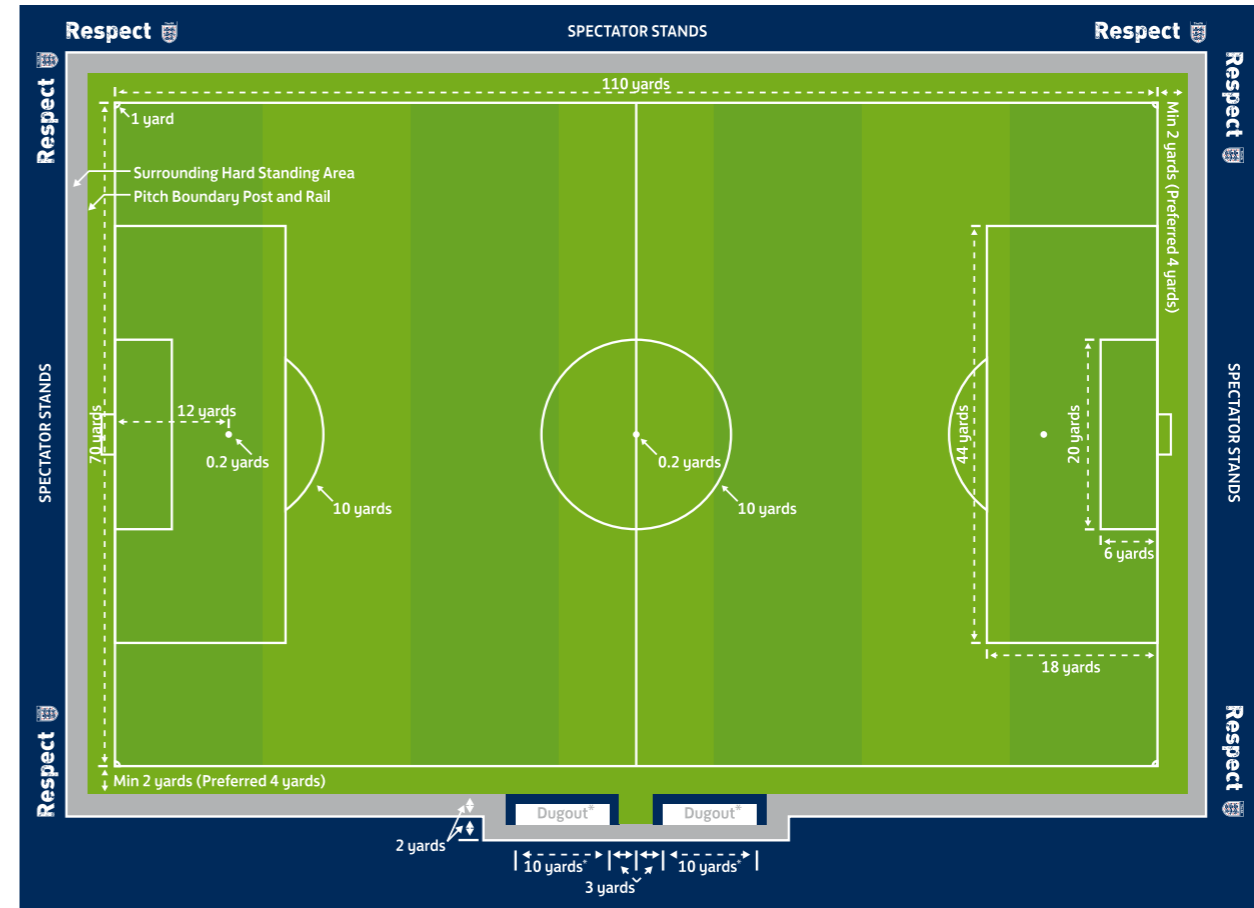 Respect
SPECTATOR STANDS
Respect
Respect
Respect
110 yards
1 yard
Min 2 yards (Preferred 4 yards)
Surrounding Hard Standing Area
Pitch Boundary Post and Rail
SPECTATOR STANDS
70 yards
12 yards
0.2 yards
10 yards
0.2 yards
10 yards
44 yards
20 yards
6 yards
18 yards
SPECTATOR STANDS
Respect
Respect
Min 2 yards (Preferred 4 yards)
Dugout*
Dugout*
2 yards
10 yards+
10 yards+
3 yards^